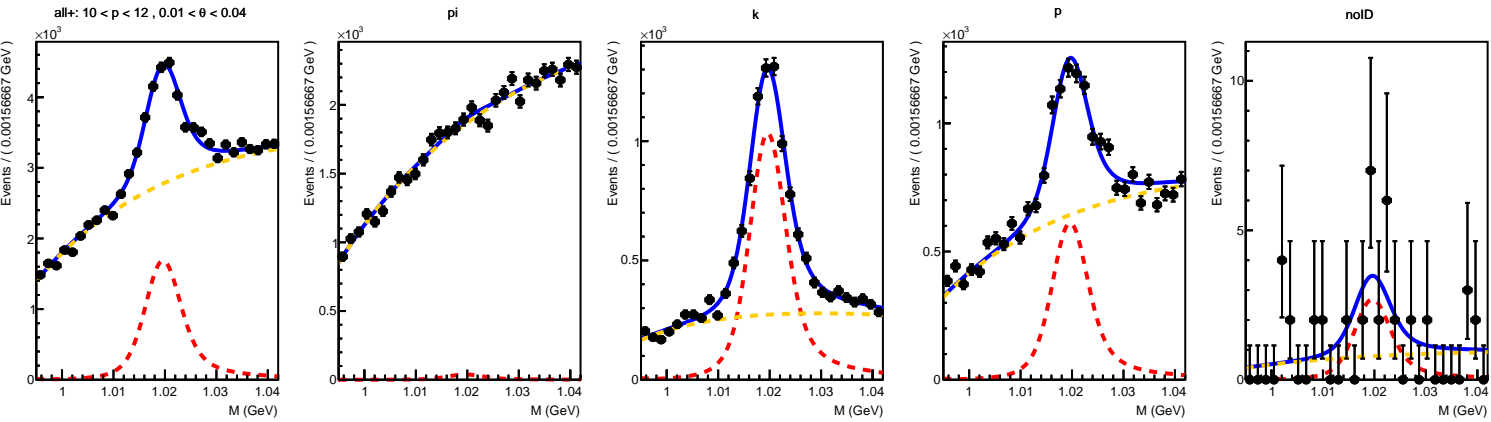 all+: 10 < p < 12 , 0.01 < θ < 0.04
×10³
Events / ( 0.00156667 GeV )
4
3
2
1
0
1 1.01 1.02 1.03 1.04
M (GeV)
pi
×10³
Events / ( 0.00156667 GeV )
2
1.5
1
0.5
0
1 1.01 1.02 1.03 1.04
M (GeV)
k
×10³
Events / ( 0.00156667 GeV )
1
0.5
0
1 1.01 1.02 1.03 1.04
M (GeV)
p
×10³
Events / ( 0.00156667 GeV )
1
0.5
0
1 1.01 1.02 1.03 1.04
M (GeV)
noID
Events / ( 0.00156667 GeV )
10
5
0
1 1.01 1.02 1.03 1.04
M (GeV)